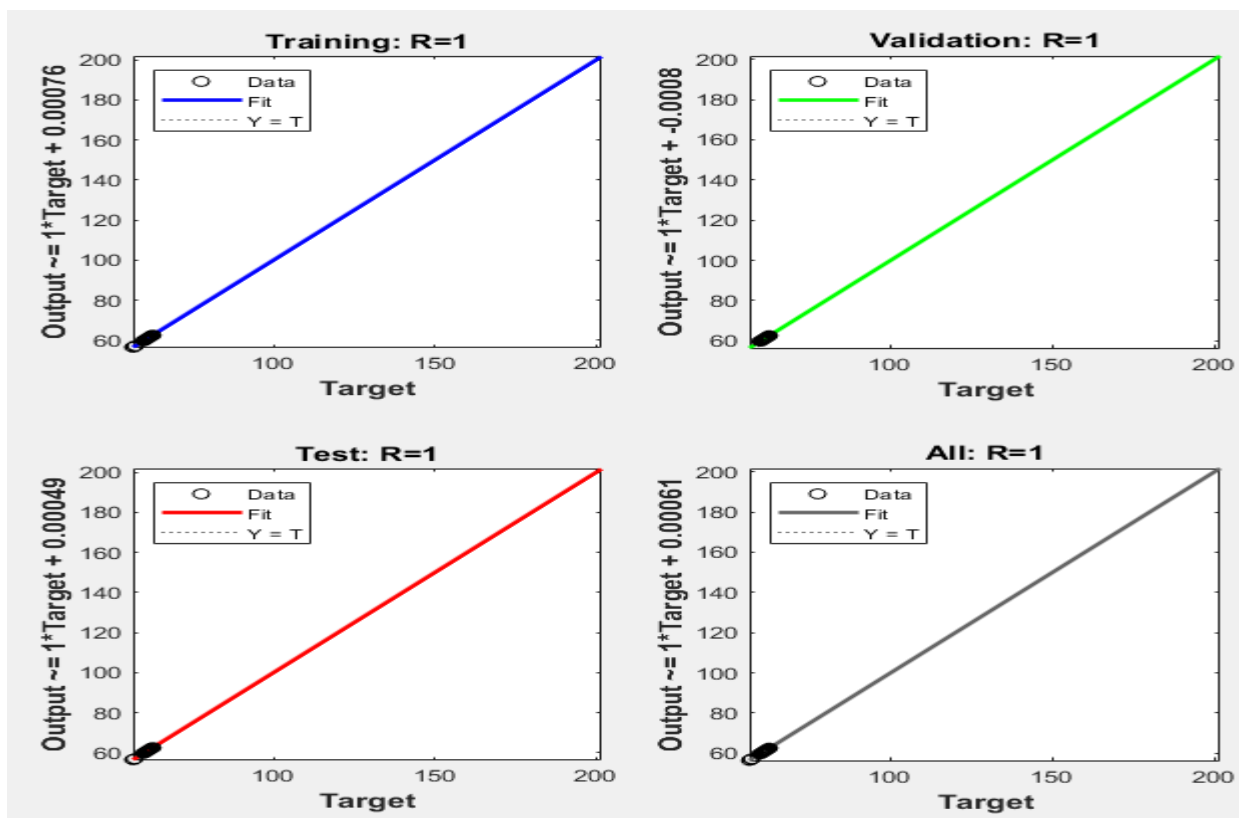 Training: R=1
Output ~= 1*Target + 0.00076
200
180
160
140
120
100
80
60
Data
Fit
Y = T
100
150
200
Target
Validation: R=1
Output ~= 1*Target + -0.0008
200
180
160
140
120
100
80
60
Data
Fit
Y = T
100
150
200
Target
Test: R=1
Output ~= 1*Target + 0.00049
200
180
160
140
120
100
80
60
Data
Fit
Y = T
100
150
200
Target
All: R=1
Output ~= 1*Target + 0.00061
200
180
160
140
120
100
80
60
Data
Fit
Y = T
100
150
200
Target